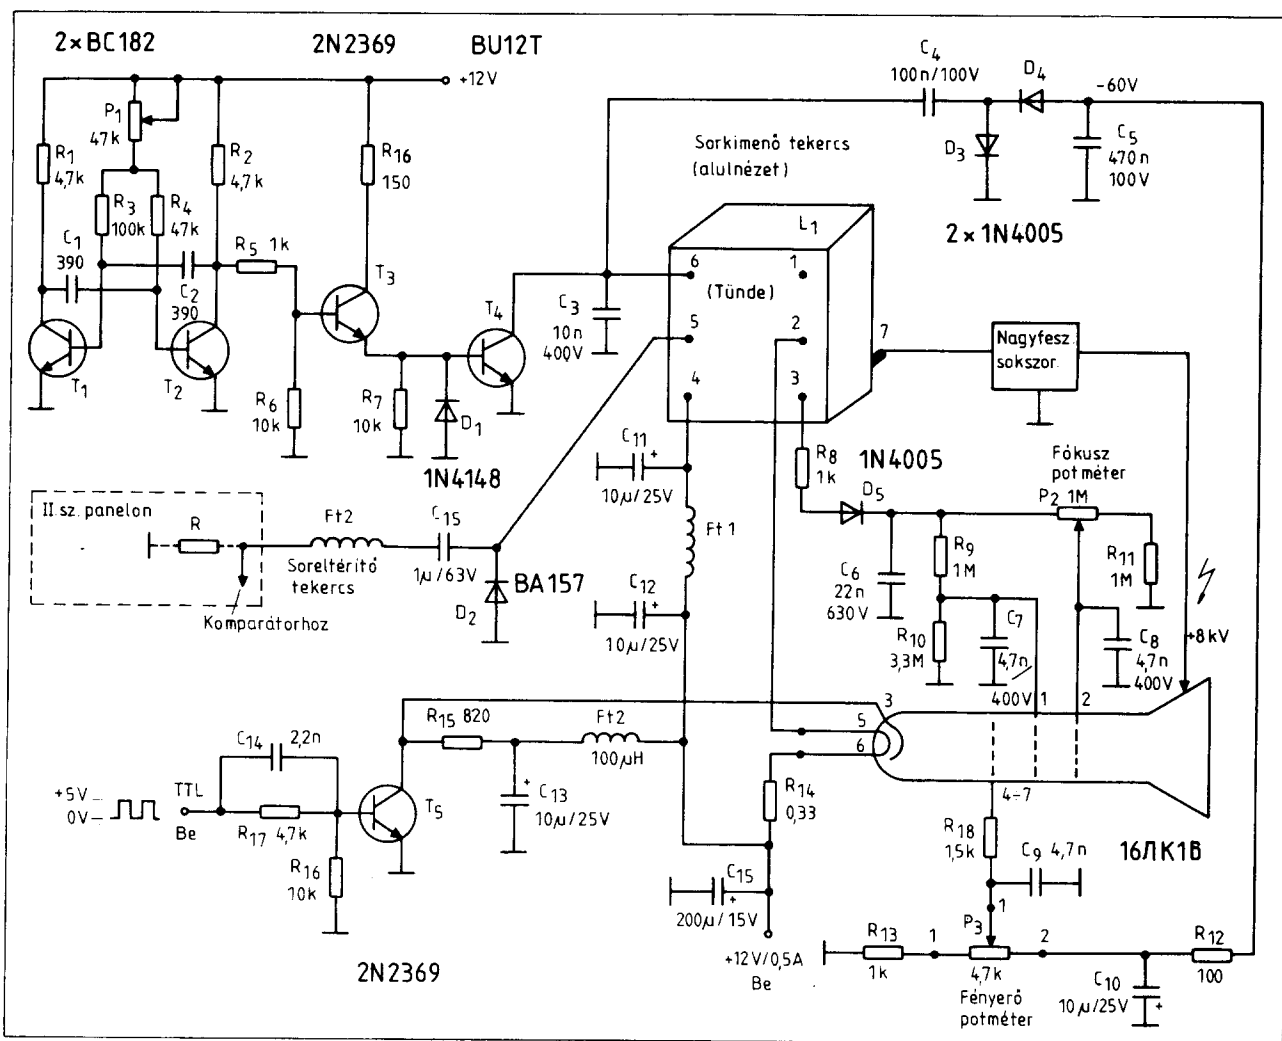 2×BC182
2N2369
BU12T
+12V
P1
47k
R1
4,7k
R2
4,7k
R16
150
R3
100k
R4
47k
C1
390
C2
390
R5 1k
T1
T2
T3
T4
R6
10k
R7
10k
D1
1N4148
C3
10n
400V
C4
100n/100V
D4
-60V
D3
C5
470n
100V
2×1N4005
Sorkimenő tekercs
(alulnézet)
L1
(Tünde)
6
5
4
1
2
3
7
Nagyfesz.
sokszor.
II.sz. panelon
R
Komparátorhoz
Ft2
Soreltérítő
tekercs
C15
1µ/63V
BA157
D2
C11
10µ/25V
Ft1
C12
10µ/25V
R8
1k
1N4005
D5
Fókusz
potméter
P2 1M
R9
1M
R11
1M
C6
22n
630V
R10
3,3M
C7
4,7n
400V
C8
4,7n
400V
+8kV
1
2
3
5
6
4÷7
16ЛK1Б
R15 820
Ft2
100µH
C14
2,2n
+5V
0V
TTL
Be
R17 4,7k
R16
10k
T5
C13
10µ/25V
2N2369
R14
0,33
C15
200µ/15V
+12V/0,5A
Be
R18
1,5k
C9 4,7n
1
P3
4,7k
Fényerő
potméter
R13
1k
1
2
R12
100
C10
10µ/25V